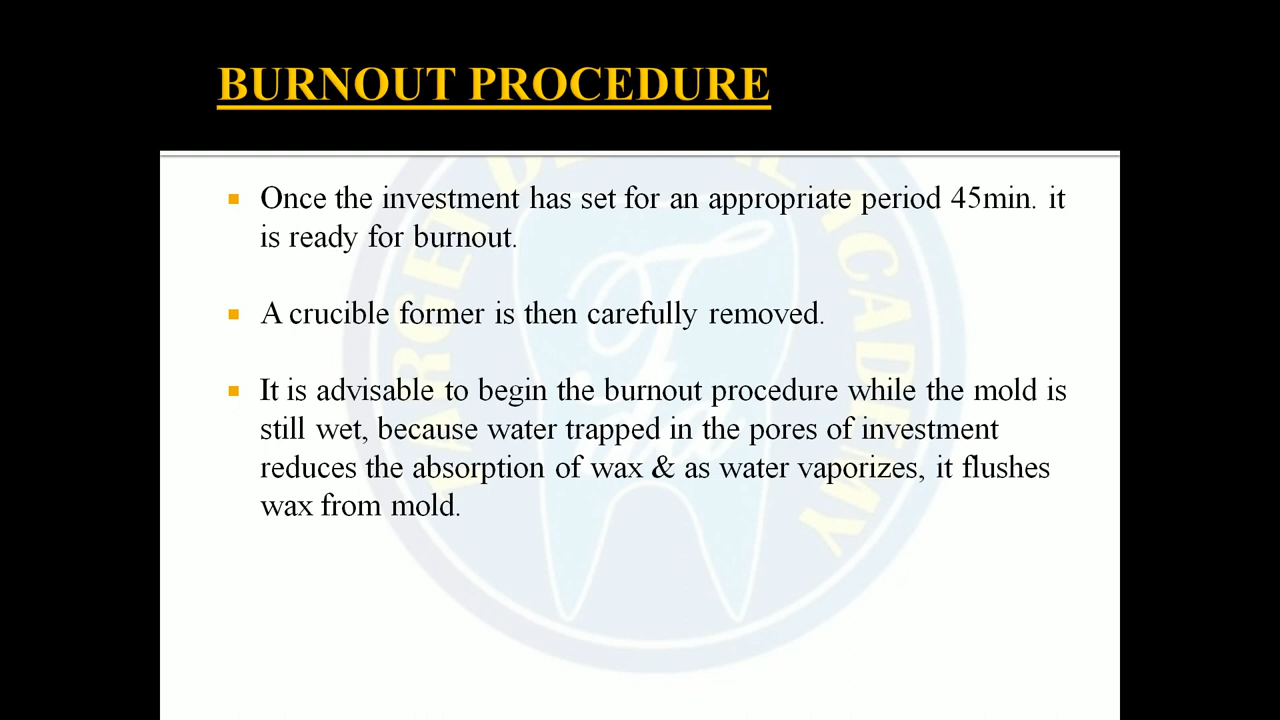 BURNOUT PROCEDURE
Once the investment has set for an appropriate period 45min. it
is ready for burnout.
A crucible former is then carefully removed.
It is advisable to begin the burnout procedure while the mold is
still wet, because water trapped in the pores of investment
reduces the absorption of wax & as water vaporizes, it flushes
wax from mold.
ACADEMY